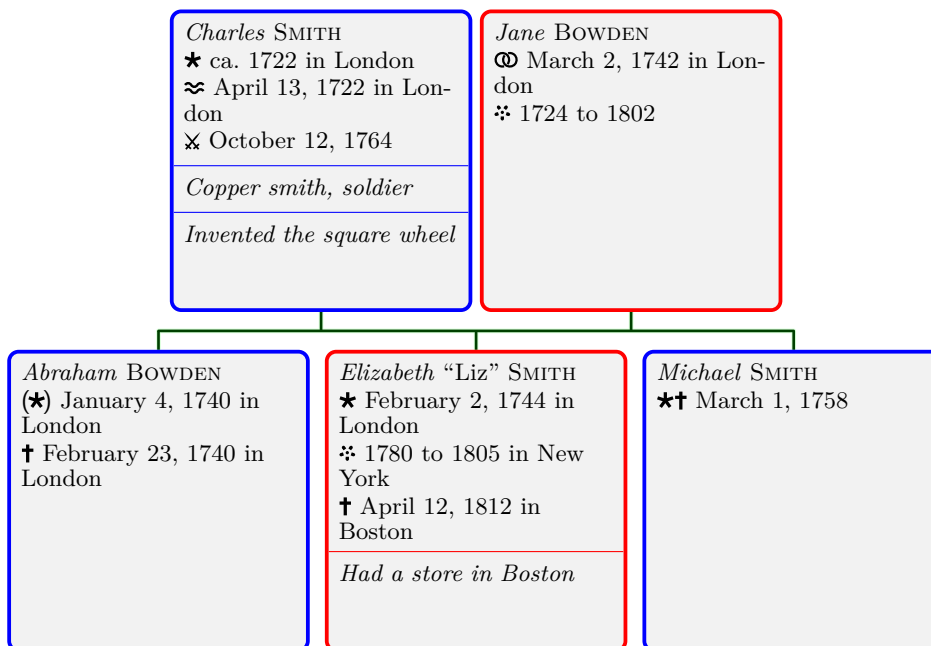 Charles SMITH
★ ca. 1722 in London
≈ April 13, 1722 in Lon-
don
⚔ October 12, 1764
Copper smith, soldier
Invented the square wheel
Jane BOWDEN
⚭ March 2, 1742 in Lon-
don
⁘ 1724 to 1802
Abraham BOWDEN
(★) January 4, 1740 in
London
✝ February 23, 1740 in
London
Elizabeth “Liz” SMITH
★ February 2, 1744 in
London
⁘ 1780 to 1805 in New
York
✝ April 12, 1812 in
Boston
Had a store in Boston
Michael SMITH
★✝ March 1, 1758